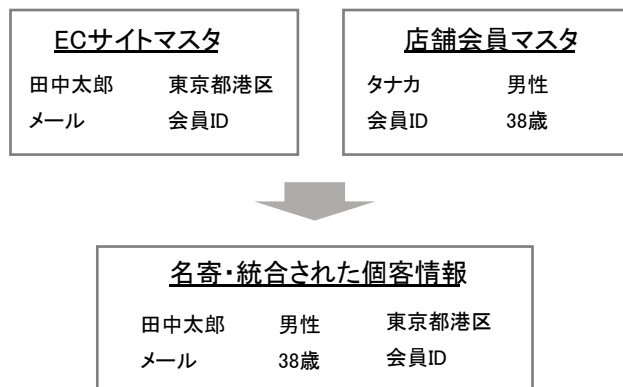 ECサイトマスタ
田中太郎 東京都港区
メール 会員ID
店舗会員マスタ
タナカ 男性
会員ID 38歳
名寄・統合された個客情報
田中太郎 男性 東京都港区
メール 38歳 会員ID